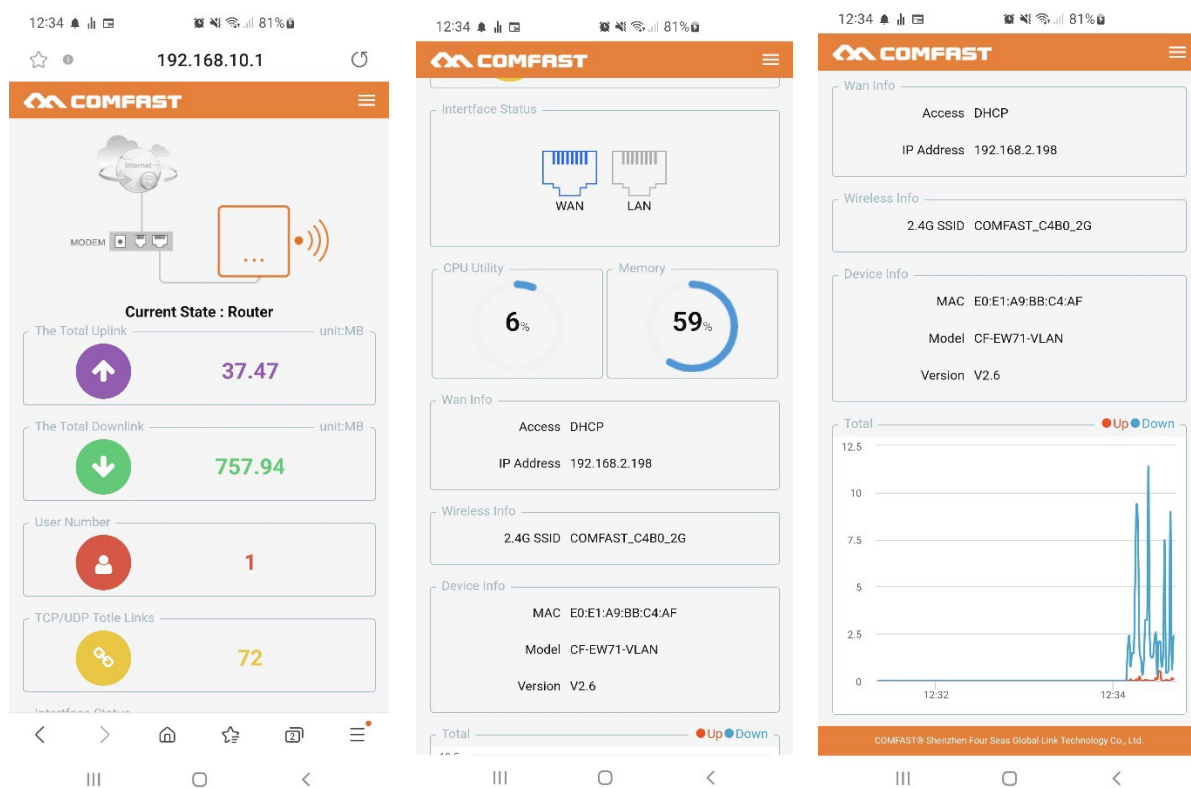 12:34 81%
192.168.10.1
COMFAST
Internet
MODEM
Current State : Router
The Total Uplink unit:MB
37.47
The Total Downlink unit:MB
757.94
User Number
1
TCP/UDP Totle Links
72
Intertface Status
2
12:34 81%
COMFAST
Intertface Status
WAN LAN
CPU Utility Memory
6% 59%
Wan Info
Access DHCP
IP Address 192.168.2.198
Wireless Info
2.4G SSID COMFAST_C4B0_2G
Device Info
MAC E0:E1:A9:BB:C4:AF
Model CF-EW71-VLAN
Version V2.6
Total Up Down
12.5
12:34 81%
COMFAST
Wan Info
Access DHCP
IP Address 192.168.2.198
Wireless Info
2.4G SSID COMFAST_C4B0_2G
Device Info
MAC E0:E1:A9:BB:C4:AF
Model CF-EW71-VLAN
Version V2.6
Total Up Down
12.5
10
7.5
5
2.5
0
12:32 12:34
COMFAST® Shenzhen Four Seas Global Link Technology Co., Ltd.